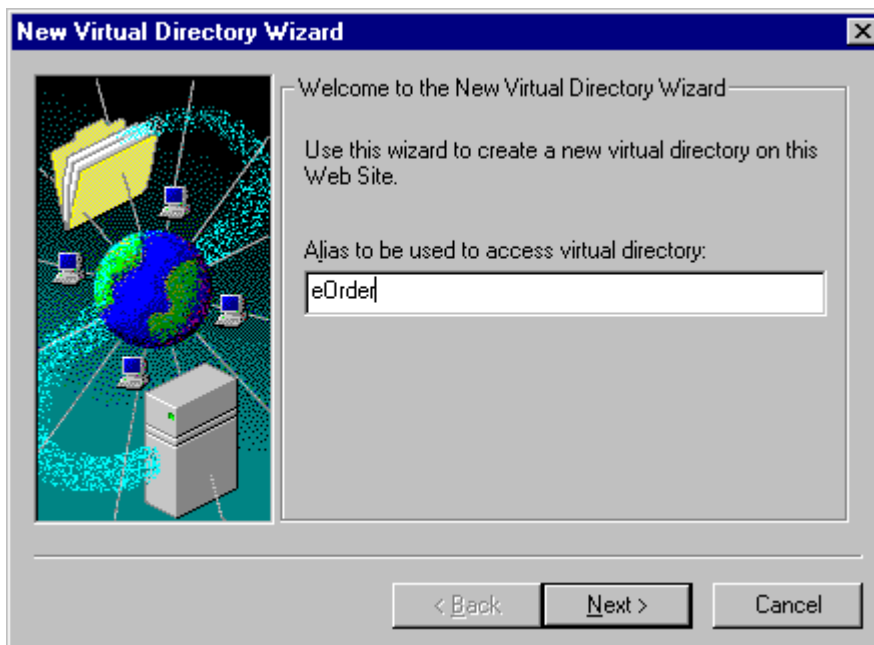 New Virtual Directory Wizard
Welcome to the New Virtual Directory Wizard
Use this wizard to create a new virtual directory on this
Web Site.
Alias to be used to access virtual directory:
eOrder
< Back
Next >
Cancel